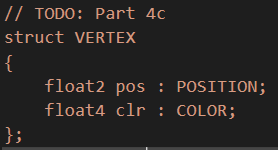 // TODO: Part 4c
struct VERTEX
{
    float2 pos : POSITION;
    float4 clr : COLOR;
};